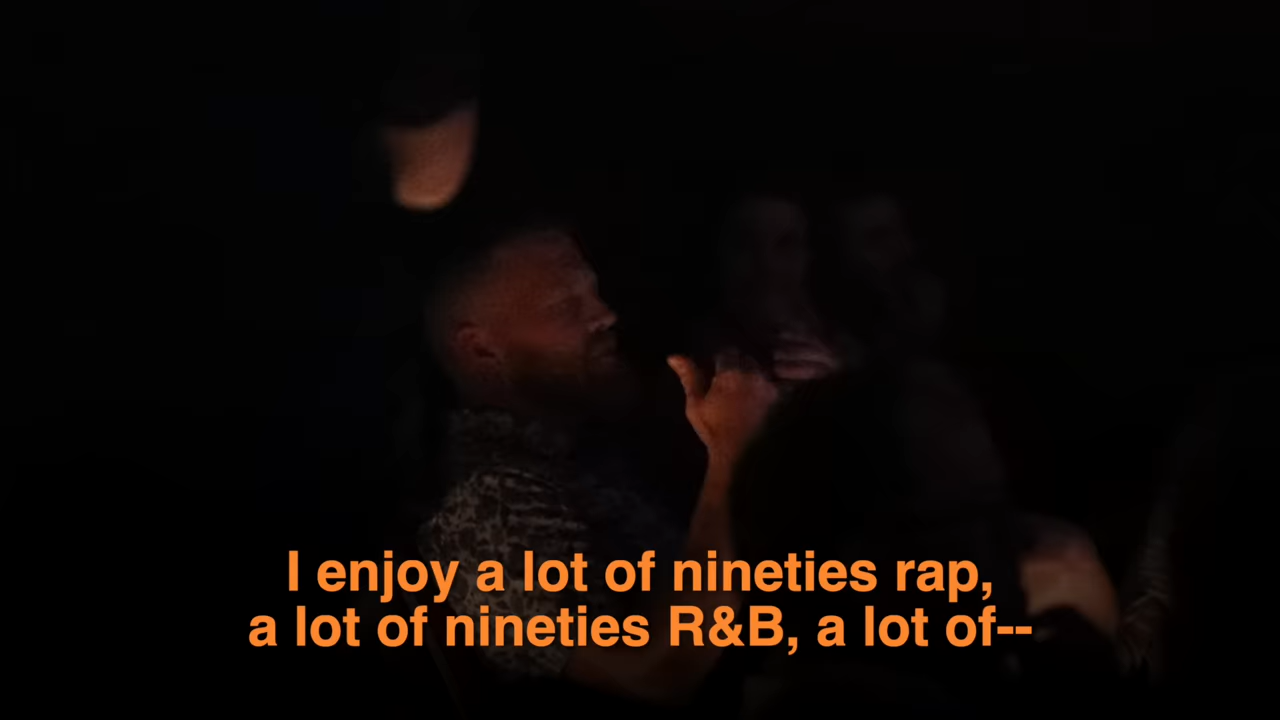 I enjoy a lot of nineties rap,
a lot of nineties R&B, a lot of--